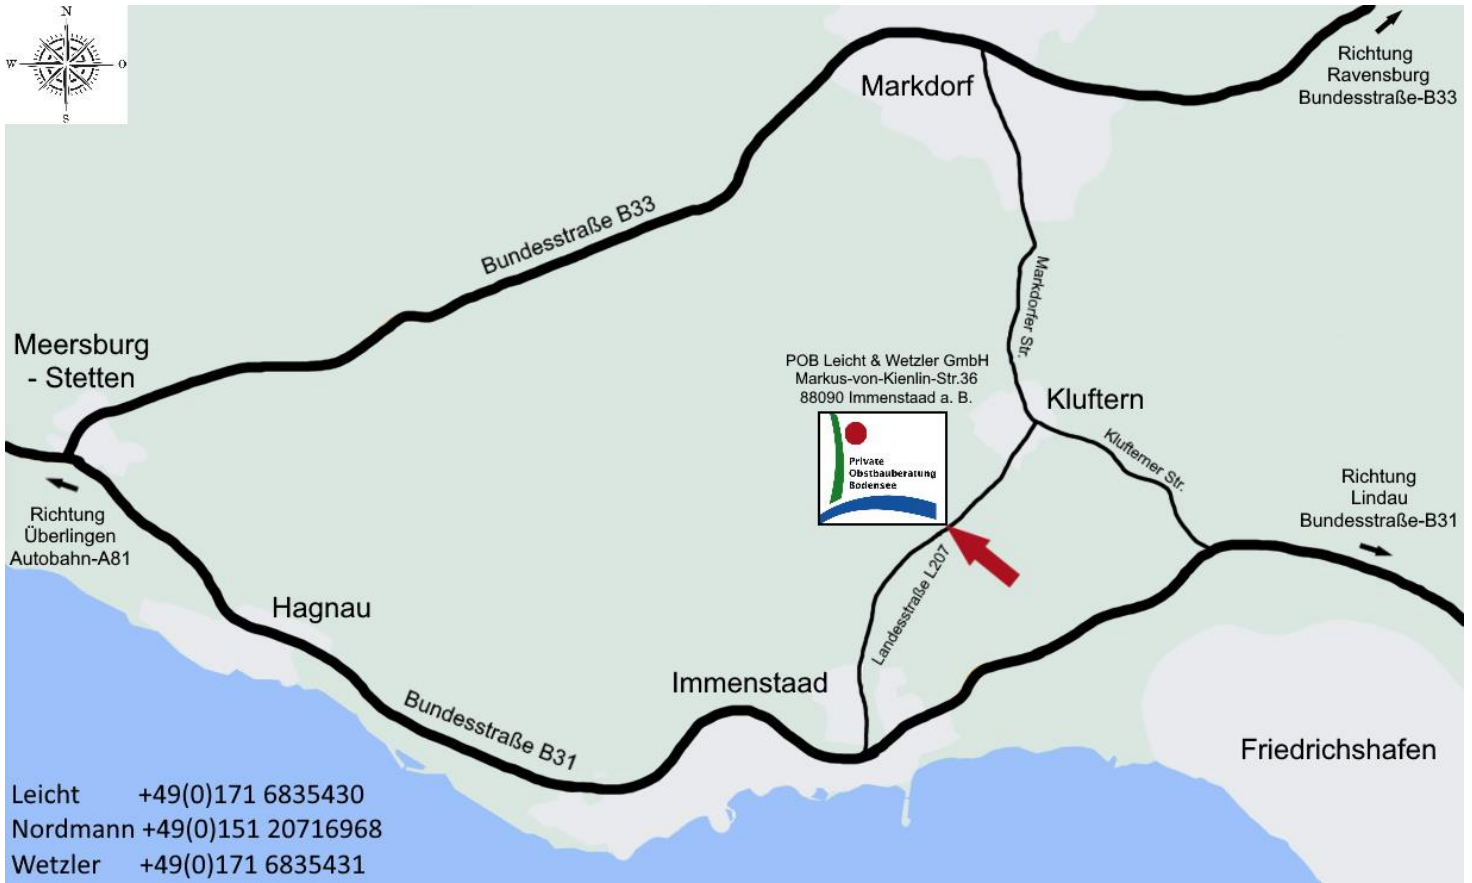 N
W
O
S
Markdorf
Richtung
Ravensburg
Bundesstraße-B33
Bundesstraße B33
Markdorfer Str.
Meersburg
- Stetten
POB Leicht & Wetzler GmbH
Markus-von-Kienlin-Str.36
88090 Immenstaad a. B.
Private
Obstbauberatung
Bodensee
Kluftern
Klufterner Str.
Richtung
Lindau
Bundesstraße-B31
Richtung
Überlingen
Autobahn-A81
Landesstraße L207
Hagnau
Immenstaad
Bundesstraße B31
Friedrichshafen
Leicht +49(0)171 6835430
Nordmann +49(0)151 20716968
Wetzler +49(0)171 6835431